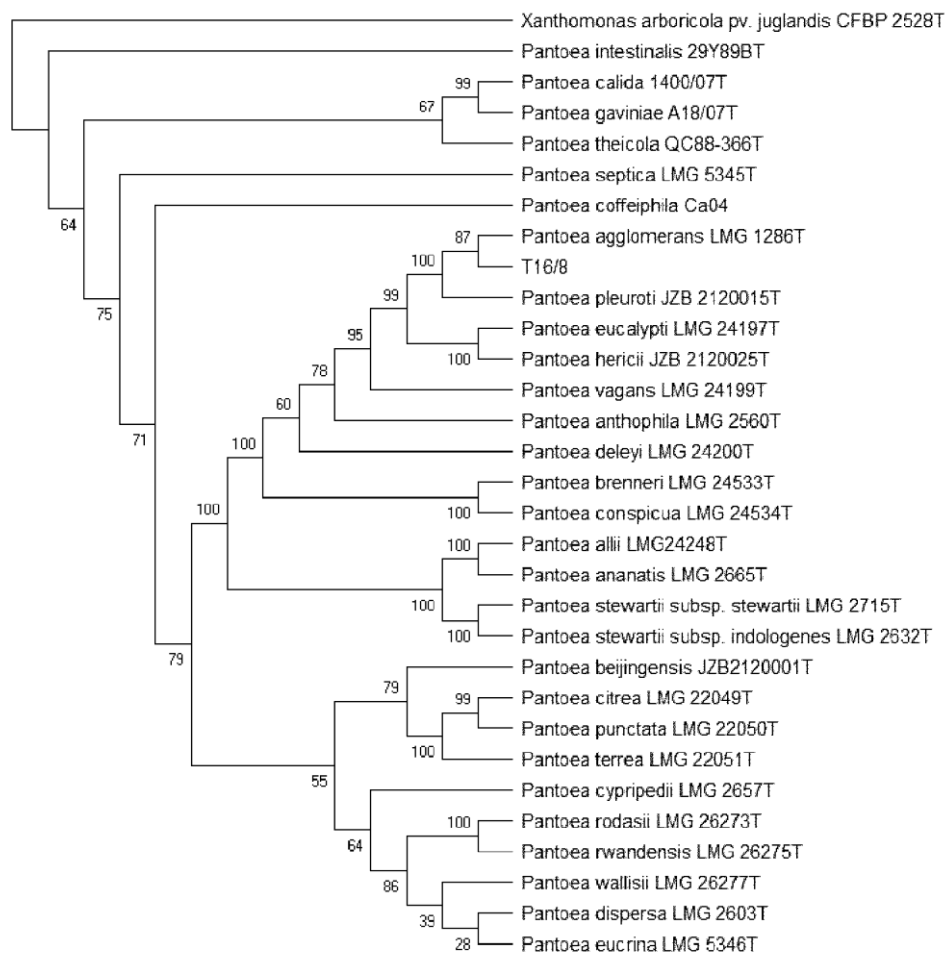 Xanthomonas arboricola pv. juglandis CFBP 2528T
Pantoea intestinalis 29Y89BT
99
Pantoea calida 1400/07T
67
Pantoea gaviniae A18/07T
Pantoea theicola QC88-366T
Pantoea septica LMG 5345T
64
Pantoea coffeiphila Ca04
87
Pantoea agglomerans LMG 1286T
100
T16/8
99
Pantoea pleuroti JZB 2120015T
75
95
Pantoea eucalypti LMG 24197T
100
Pantoea hericii JZB 2120025T
78
Pantoea vagans LMG 24199T
60
Pantoea anthophila LMG 2560T
71
100
Pantoea deleyi LMG 24200T
Pantoea brenneri LMG 24533T
100
100
Pantoea conspicua LMG 24534T
100
Pantoea allii LMG24248T
Pantoea ananatis LMG 2665T
100
Pantoea stewartii subsp. stewartii LMG 2715T
100
Pantoea stewartii subsp. indologenes LMG 2632T
79
Pantoea beijingensis JZB2120001T
79
99
Pantoea citrea LMG 22049T
Pantoea punctata LMG 22050T
100
Pantoea terrea LMG 22051T
55
Pantoea cypripedii LMG 2657T
100
Pantoea rodasii LMG 26273T
64
Pantoea rwandensis LMG 26275T
86
Pantoea wallisii LMG 26277T
39
Pantoea dispersa LMG 2603T
28
Pantoea eucrina LMG 5346T